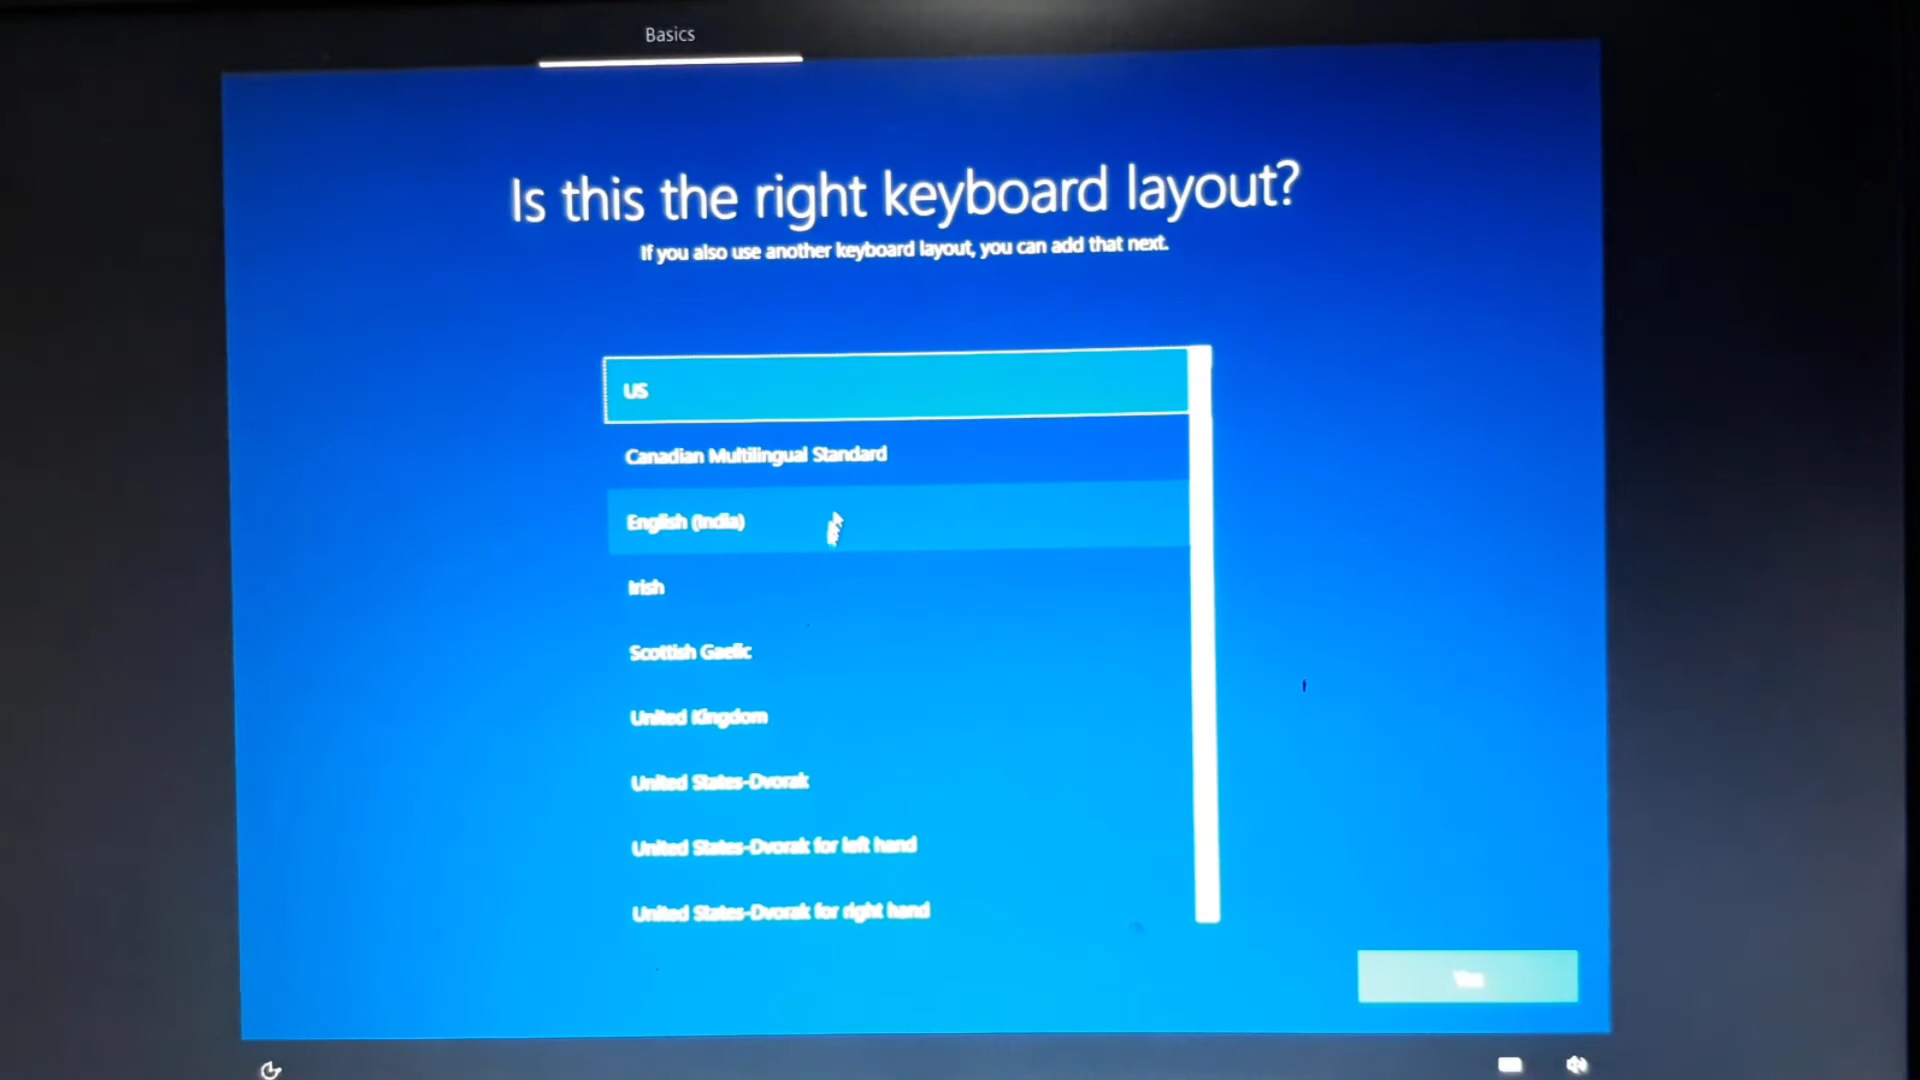 Basics
Is this the right keyboard layout?
If you also use another keyboard layout, you can add that next.
US
Canadian Multilingual Standard
English (India)
Irish
Scottish Gaelic
United Kingdom
United States-Dvorak
United States-Dvorak for left hand
United States-Dvorak for right hand
Yes